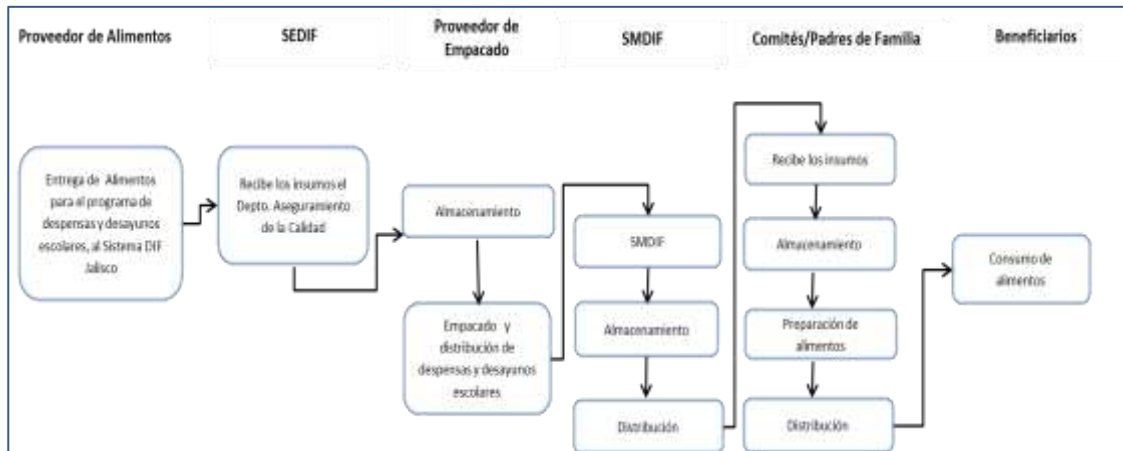 Proveedor de Alimentos
SEDIF
Proveedor de
Empacado
SMDIF
Comités/Padres de Familia
Beneficiarios
Entrega de Alimentos
para el programa de
despensas y desayunos
escolares, al Sistema DIF
Jalisco
Recibe los insumos el
Depto. Aseguramiento
de la Calidad
Almacenamiento
Empacado y
distribución de
despensas y desayunos
escolares
SMDIF
Almacenamiento
Distribución
Recibe los insumos
Almacenamiento
Preparación de
alimentos
Distribución
Consumo de
alimentos